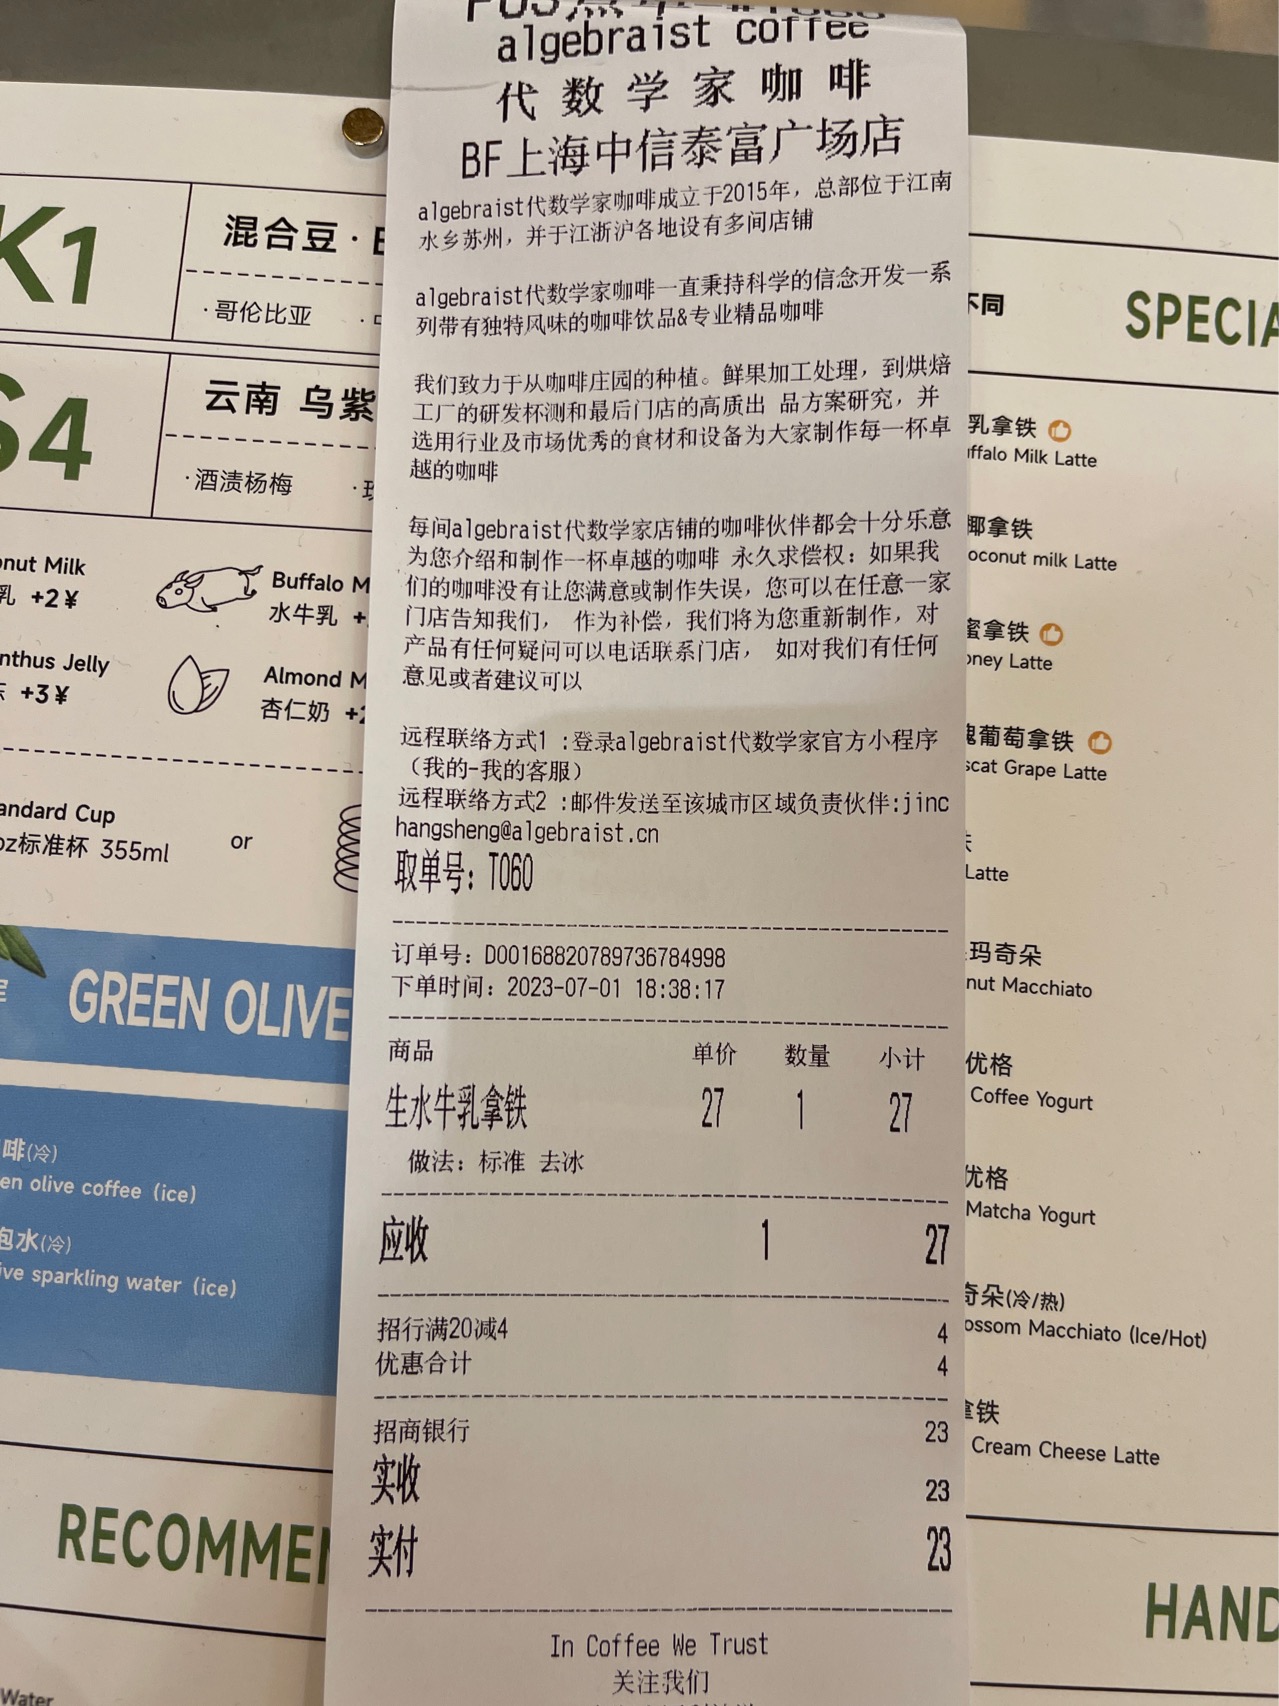 algebraist coffee
代数学家咖啡
BF上海中信泰富广场店
algebraist代数学家咖啡成立于2015年，总部位于江南
水乡苏州，并于江浙沪各地设有多间店铺
algebraist代数学家咖啡一直秉持科学的信念开发一系
列带有独特风味的咖啡饮品&专业精品咖啡
我们致力于从咖啡庄园的种植。鲜果加工处理，到烘焙
工厂的研发杯测和最后门店的高质出 品方案研究，并
选用行业及市场优秀的食材和设备为大家制作每一杯卓
越的咖啡
每间algebraist代数学家店铺的咖啡伙伴都会十分乐意
为您介绍和制作一杯卓越的咖啡 永久求偿权：如果我
们的咖啡没有让您满意或制作失误，您可以在任意一家
门店告知我们， 作为补偿，我们将为您重新制作，对
产品有任何疑问可以电话联系门店， 如对我们有任何
意见或者建议可以
远程联络方式1 :登录algebraist代数学家官方小程序
（我的-我的客服）
远程联络方式2 :邮件发送至该城市区域负责伙伴:jinc
hangsheng@algebraist.cn
取单号：T060
订单号：D00168820789736784998
下单时间：2023-07-01 18:38:17
商品 单价 数量 小计
生水牛乳拿铁 27 1 27
做法：标准 去冰
应收 1 27
招行满20减4 4
优惠合计 4
招商银行 23
实收 23
实付 23
In Coffee We Trust
关注我们
K1
混合豆·
·哥伦比亚
S4
云南 乌紫
·酒渍杨梅
Milk
乳 +2¥
Buffalo
水牛乳
Jelly
+3¥
Almond
杏仁奶
Cup
标准杯 355ml
or
GREEN OLIVE
啡(冷)
olive coffee (ice)
泡水(冷)
sparkling water (ice)
RECOMMEN
Water
不同
SPECIA
乳拿铁
Milk Latte
椰拿铁
milk Latte
蜜拿铁
Latte
葡萄拿铁
Grape Latte
Latte
玛奇朵
Macchiato
优格
Coffee Yogurt
优格
Matcha Yogurt
奇朵(冷/热)
Macchiato (Ice/Hot)
拿铁
Cream Cheese Latte
HAND